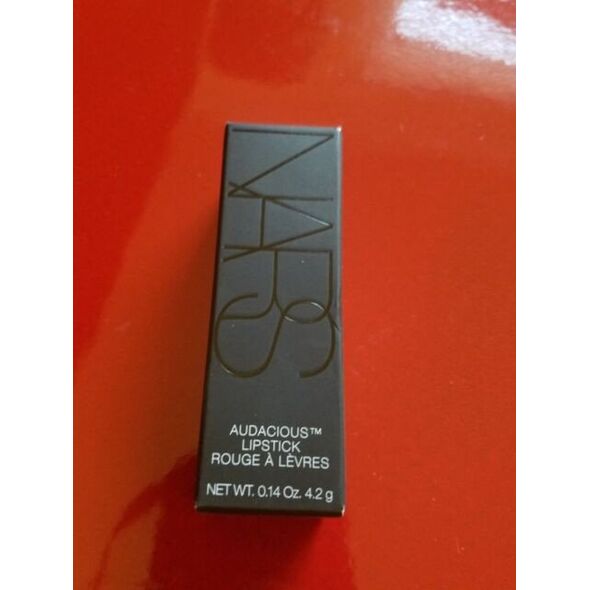 NARS
AUDACIOUS™
LIPSTICK
ROUGE À LÈVRES
NET WT. 0.14 Oz. 4.2 g